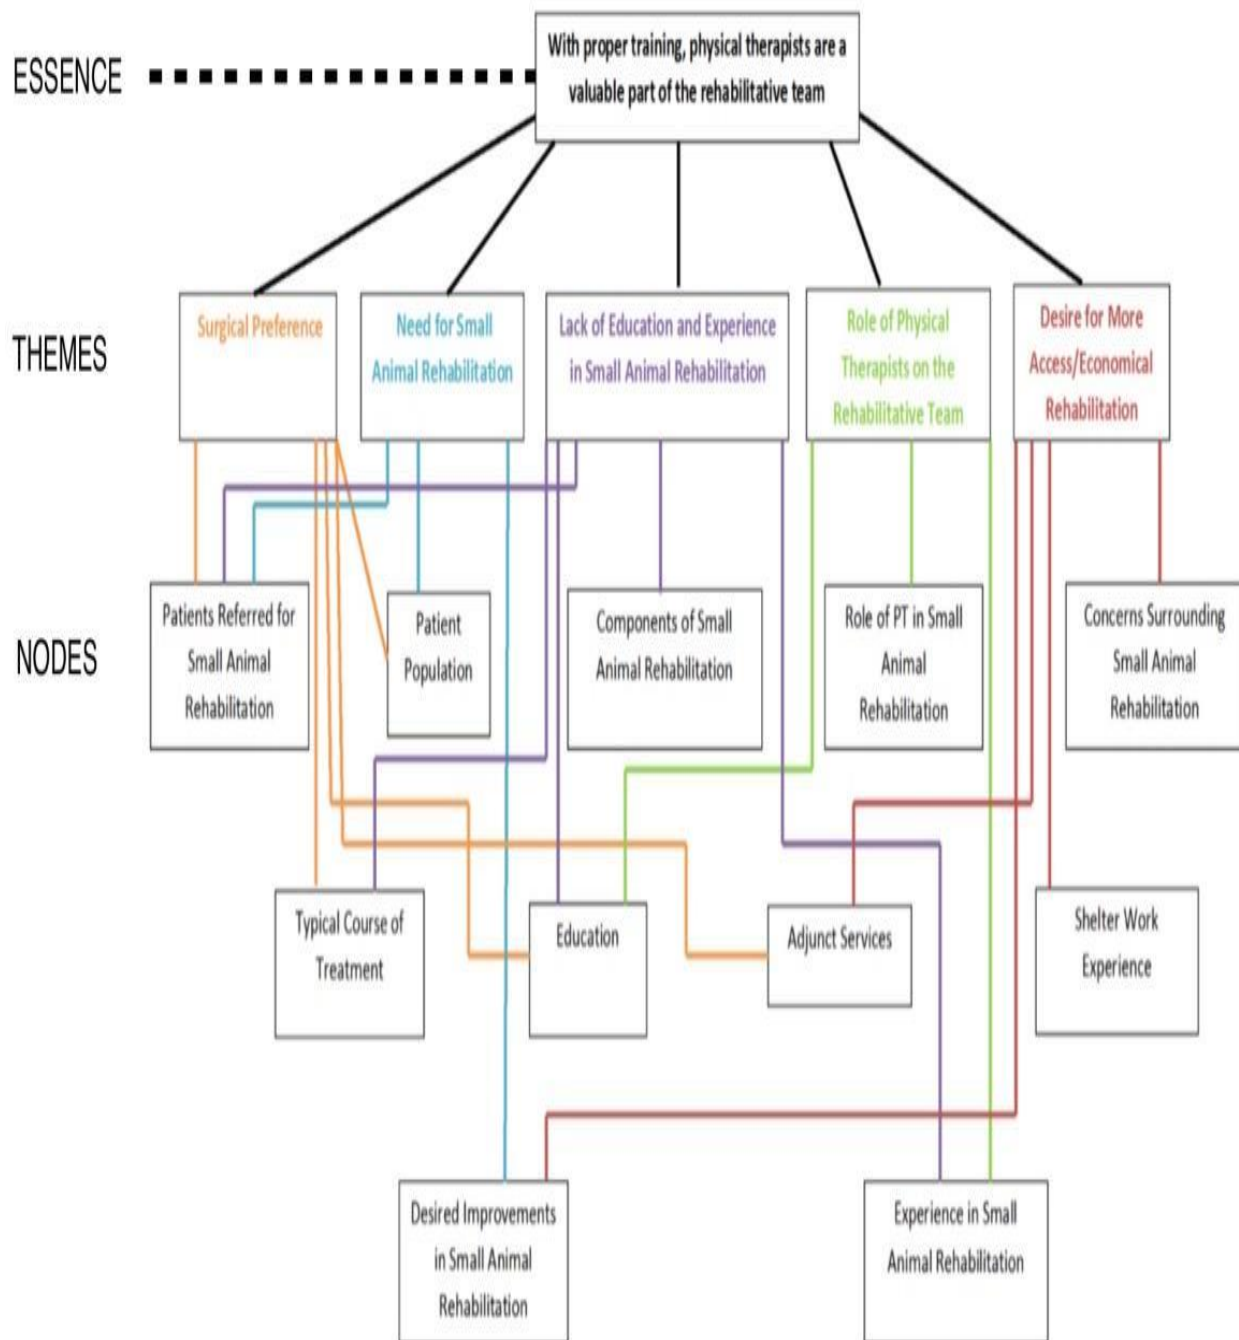 ESSENCE
With proper training, physical therapists are a
valuable part of the rehabilitative team
THEMES
Surgical Preference
Need for Small
Animal Rehabilitation
Lack of Education and Experience
in Small Animal Rehabilitation
Role of Physical
Therapists on the
Rehabilitative Team
Desire for More
Access/Economical
Rehabilitation
NODES
Patients Referred for
Small Animal
Rehabilitation
Patient
Population
Components of Small
Animal Rehabilitation
Role of PT in Small
Animal
Rehabilitation
Concerns Surrounding
Small Animal
Rehabilitation
Typical Course of
Treatment
Education
Adjunct Services
Shelter Work
Experience
Desired Improvements
in Small Animal
Rehabilitation
Experience in Small
Animal Rehabilitation